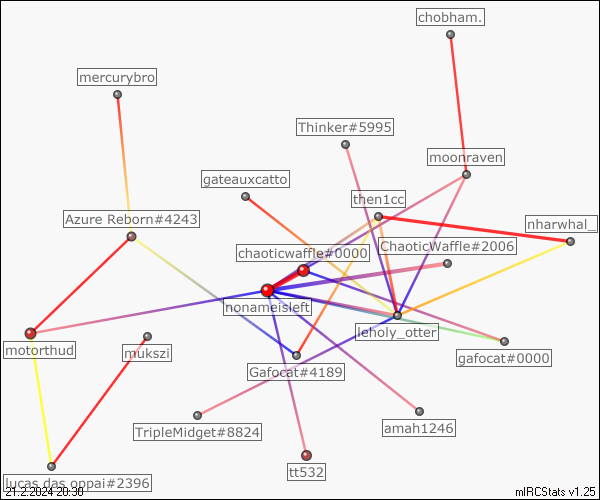 chobham.
mercurybro
Thinker#5995
moonraven
gateauxcatto
then1cc
Azure Reborn#4243
nharwhal_
chaoticwaffle#0000
ChaoticWaffle#2006
nonameisleft
leholy_otter
motorthud
mukszi
gafocat#0000
Gafocat#4189
TripleMidget#8824
amah1246
tt532
lucas das oppai#2396
21.2.2024 20:30
mIRCStats v1.25